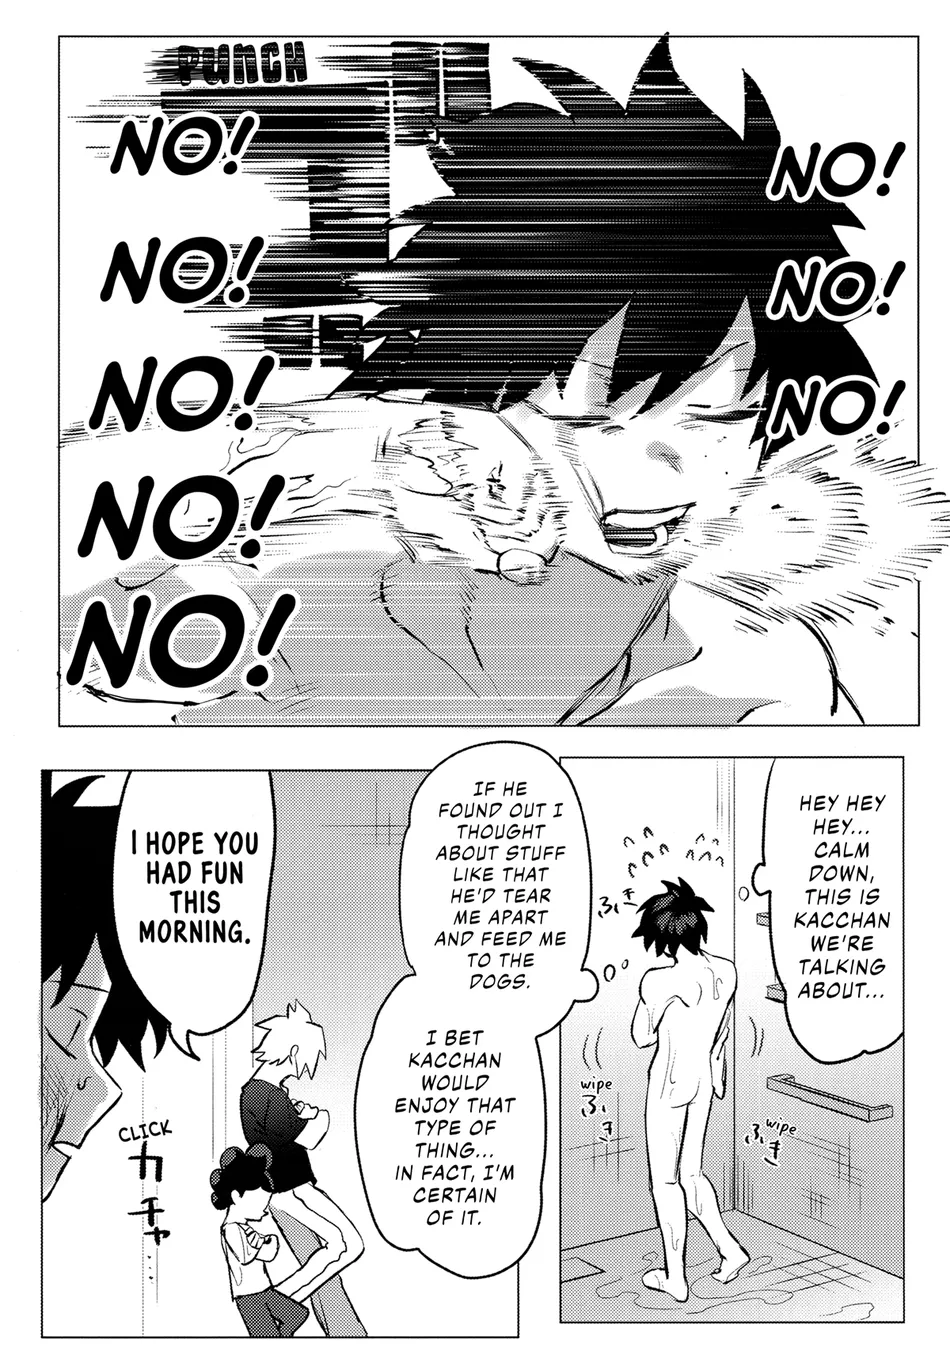 PUNCH
NO!
NO!
NO!
NO!
NO!
NO!
NO!
NO!
HEY HEY
HEY...
CALM
DOWN,
THIS IS
KACCHAN
WE'RE
TALKING
ABOUT...
ふき
wipe
ふき
wipe
ふき
IF HE
FOUND OUT I
THOUGHT
ABOUT STUFF
LIKE THAT
HE'D TEAR
ME APART
AND FEED ME
TO THE
DOGS.
I BET
KACCHAN
WOULD
ENJOY THAT
TYPE OF
THING...
IN FACT, I'M
CERTAIN
OF IT.
I HOPE YOU
HAD FUN
THIS
MORNING.
CLICK
カチャ...